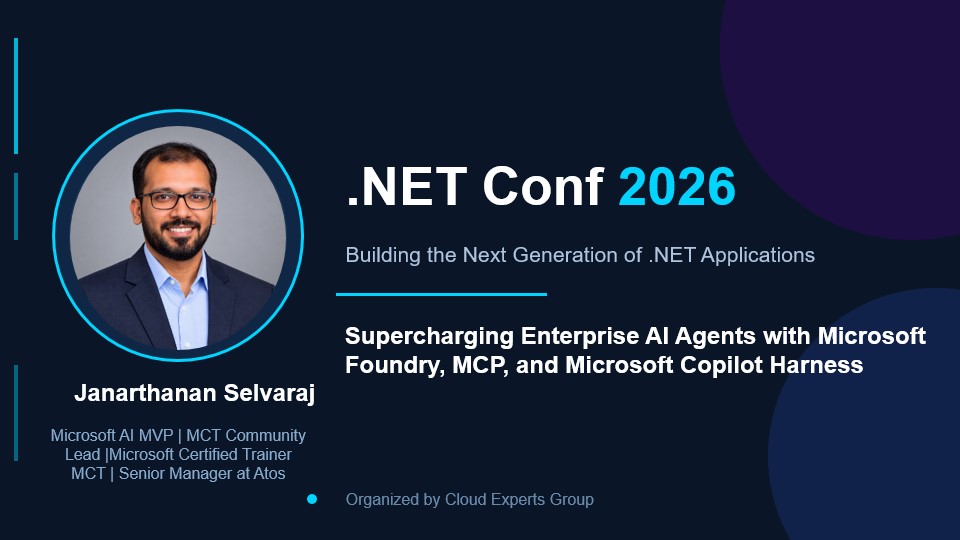 .NET Conf 2026
Building the Next Generation of .NET Applications
Supercharging Enterprise AI Agents with Microsoft
Foundry, MCP, and Microsoft Copilot Harness
Janarthanan Selvaraj
Microsoft AI MVP | MCT Community
Lead |Microsoft Certified Trainer
MCT | Senior Manager at Atos
Organized by Cloud Experts Group